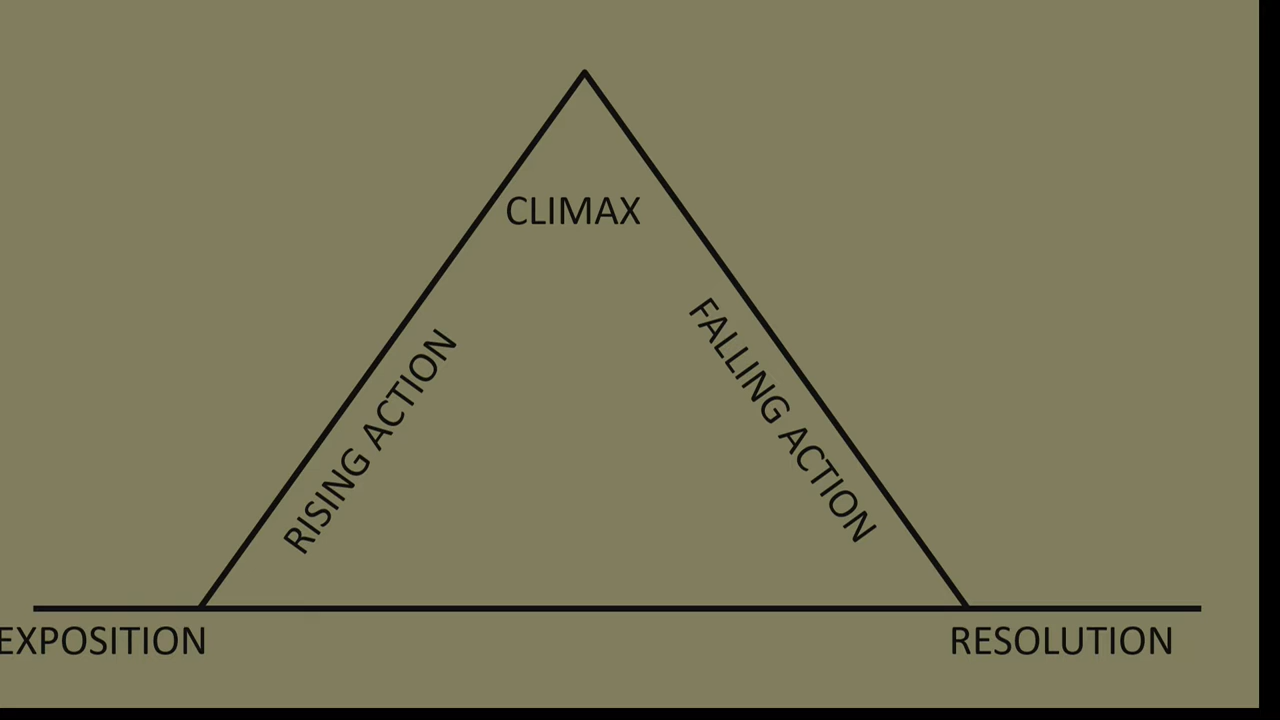 CLIMAX
RISING ACTION
FALLING ACTION
EXPOSITION
RESOLUTION